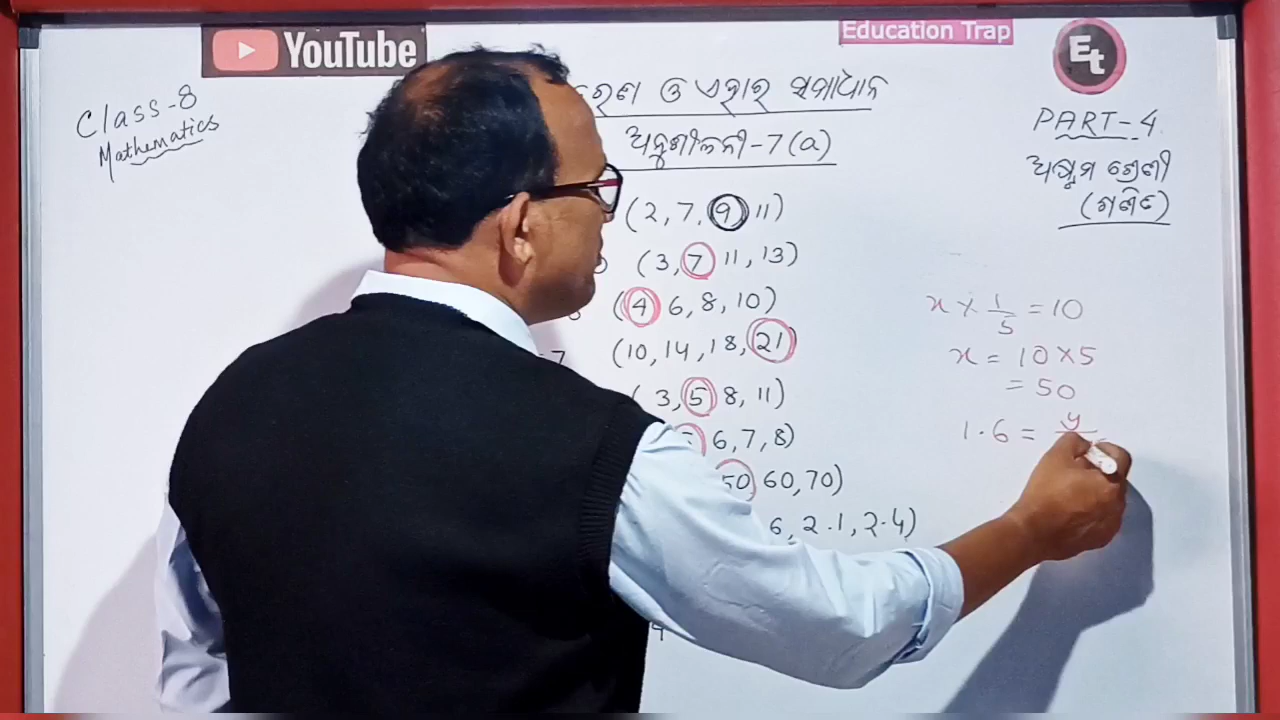 YouTube
Education Trap
Et
Class-8
Mathematics
ଓ ଏହାର ସମାଧାନ
ଅନୁଶୀଳନୀ-7(a)
PART-4
ଅଷ୍ଟମ ଶ୍ରେଣୀ
(ଗଣିତ)
(2, 7, 9, 11)
(3, 7, 11, 13)
(4, 6, 8, 10)
7 (10, 14, 18, 21)
(3, 5, 8, 11)
6, 7, 8)
50, 60, 70)
6, 2.1, 2.4)
x × 1/5 = 10
x = 10 × 5
= 50
1.6 = y